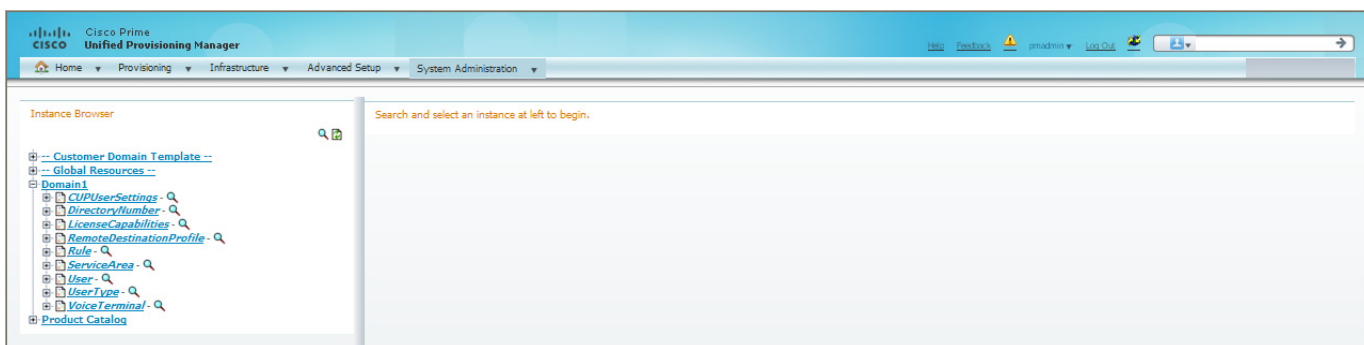 Cisco Prime
CISCO Unified Provisioning Manager
Help Feedback pmadmin Log Out
Home Provisioning Infrastructure Advanced Setup System Administration
Instance Browser
Search and select an instance at left to begin.
-- Customer Domain Template --
-- Global Resources --
Domain1
CUPUserSettings -
DirectoryNumber -
LicenseCapabilities -
RemoteDestinationProfile -
Rule -
ServiceArea -
User -
UserType -
VoiceTerminal -
Product Catalog